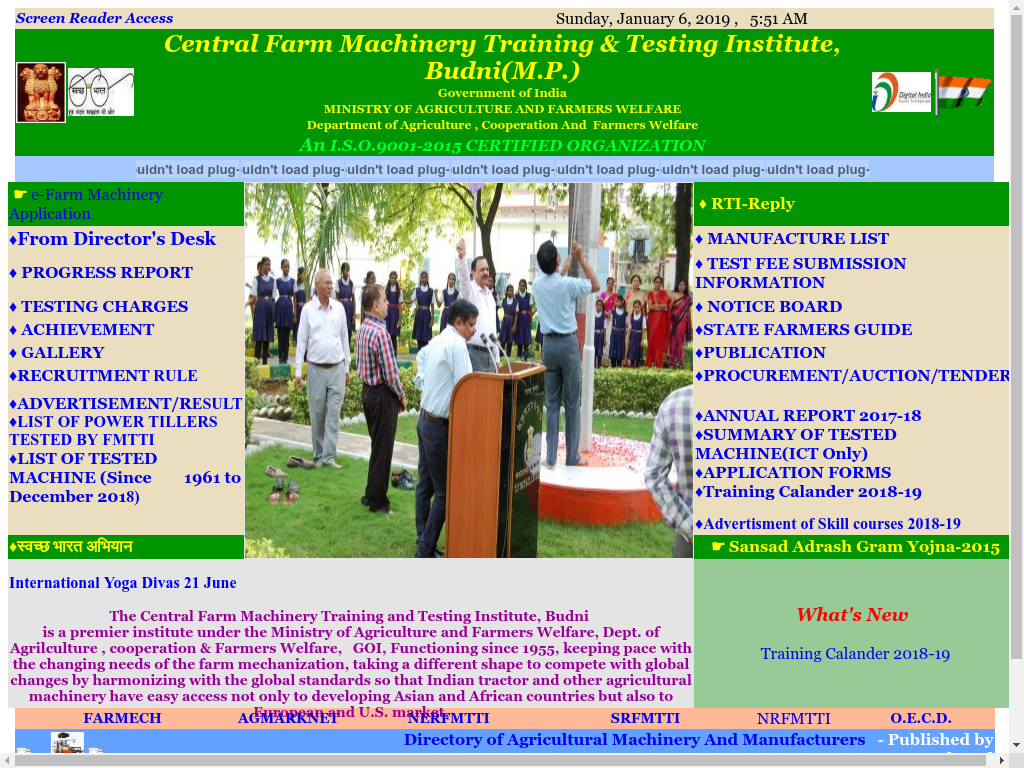 Screen Reader Access
Sunday, January 6, 2019 , 5:51 AM
Central Farm Machinery Training & Testing Institute,
Budni(M.P.)
Government of India
MINISTRY OF AGRICULTURE AND FARMERS WELFARE
Department of Agriculture , Cooperation And Farmers Welfare
An I.S.O.9001-2015 CERTIFIED ORGANIZATION
स्वच्छ भारत
एक कदम स्वच्छता की ओर
Digital India
Power To Empower
uldn't load plug- uldn't load plug- uldn't load plug- uldn't load plug- uldn't load plug- uldn't load plug- uldn't load plug-
☛ e-Farm Machinery
Application
♦From Director's Desk
♦ PROGRESS REPORT
♦ TESTING CHARGES
♦ ACHIEVEMENT
♦ GALLERY
♦RECRUITMENT RULE
♦ADVERTISEMENT/RESULT
♦LIST OF POWER TILLERS
TESTED BY FMTTI
♦LIST OF TESTED
MACHINE (Since 1961 to
December 2018)
♦स्वच्छ भारत अभियान
♦ RTI-Reply
♦ MANUFACTURE LIST
♦ TEST FEE SUBMISSION
INFORMATION
♦ NOTICE BOARD
♦STATE FARMERS GUIDE
♦PUBLICATION
♦PROCUREMENT/AUCTION/TENDER
♦ANNUAL REPORT 2017-18
♦SUMMARY OF TESTED
MACHINE(ICT Only)
♦APPLICATION FORMS
♦Training Calander 2018-19
♦Advertisment of Skill courses 2018-19
☛ Sansad Adrash Gram Yojna-2015
International Yoga Divas 21 June
The Central Farm Machinery Training and Testing Institute, Budni
is a premier institute under the Ministry of Agriculture and Farmers Welfare, Dept. of
Agrilculture , cooperation & Farmers Welfare, GOI, Functioning since 1955, keeping pace with
the changing needs of the farm mechanization, taking a different shape to compete with global
changes by harmonizing with the global standards so that Indian tractor and other agricultural
machinery have easy access not only to developing Asian and African countries but also to
European and U.S. market.
What's New
Training Calander 2018-19
FARMECH AGMARKNET NERFMTTI SRFMTTI NRFMTTI O.E.C.D.
Directory of Agricultural Machinery And Manufacturers - Published by